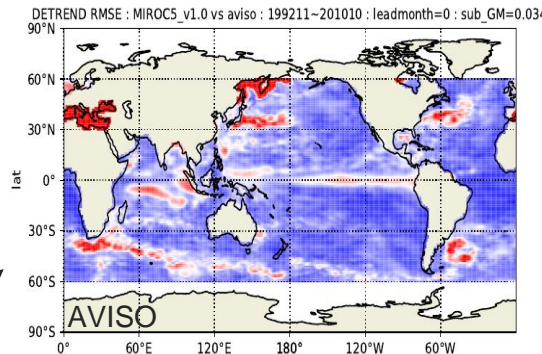 DETREND RMSE : MIROC5_v1.0 vs aviso : 199211~201010 : leadmonth=0 : sub_GM=0.034
90°N
60°N
30°N
0°
30°S
60°S
90°S
lat
AVISO
0° 60°E 120°E 180° 120°W 60°W